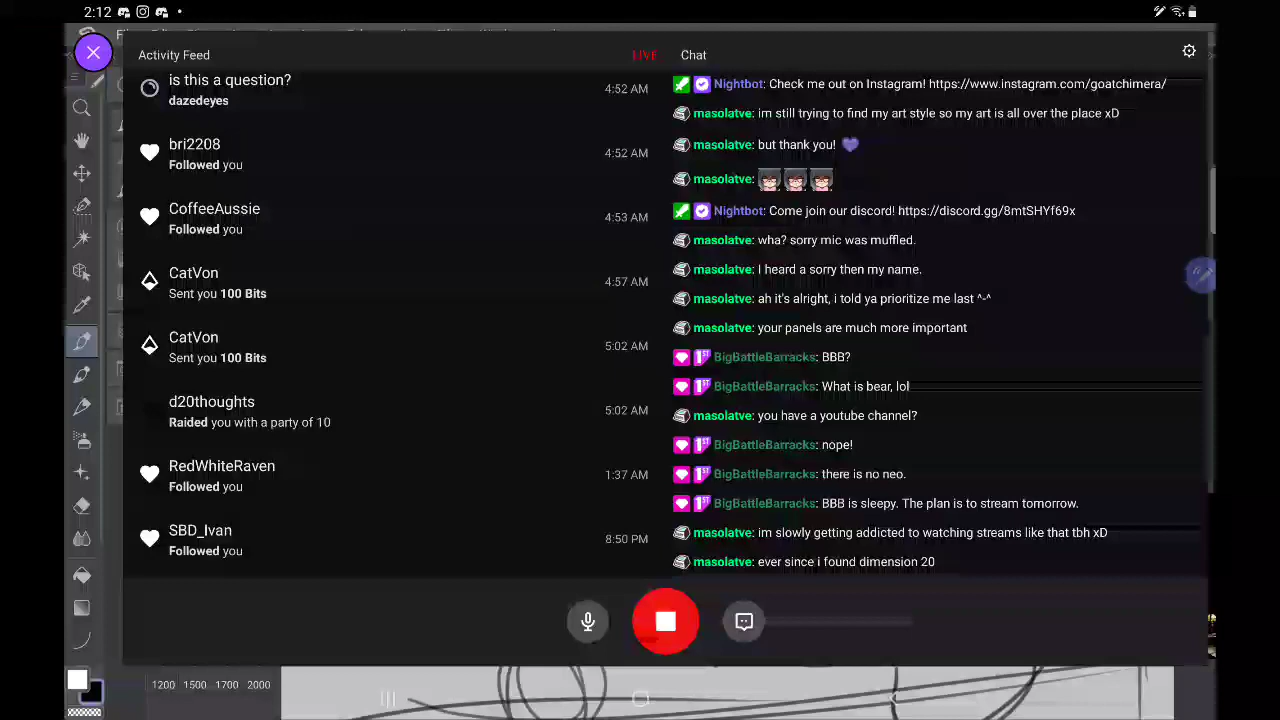 2:12
Activity Feed
LIVE
is this a question?
dazedeyes
4:52 AM
bri2208
Followed you
4:52 AM
CoffeeAussie
Followed you
4:53 AM
CatVon
Sent you 100 Bits
4:57 AM
CatVon
Sent you 100 Bits
5:02 AM
d20thoughts
Raided you with a party of 10
5:02 AM
RedWhiteRaven
Followed you
1:37 AM
SBD_Ivan
Followed you
8:50 PM
Chat
Nightbot: Check me out on Instagram! https://www.instagram.com/goatchimera/
masolatve: im still trying to find my art style so my art is all over the place xD
masolatve: but thank you!
masolatve:
Nightbot: Come join our discord! https://discord.gg/8mtSHYf69x
masolatve: wha? sorry mic was muffled.
masolatve: I heard a sorry then my name.
masolatve: ah it's alright, i told ya prioritize me last ^-^
masolatve: your panels are much more important
BigBattleBarracks: BBB?
BigBattleBarracks: What is bear, lol
masolatve: you have a youtube channel?
BigBattleBarracks: nope!
BigBattleBarracks: there is no neo.
BigBattleBarracks: BBB is sleepy. The plan is to stream tomorrow.
masolatve: im slowly getting addicted to watching streams like that tbh xD
masolatve: ever since i found dimension 20
1200 1500 1700 2000